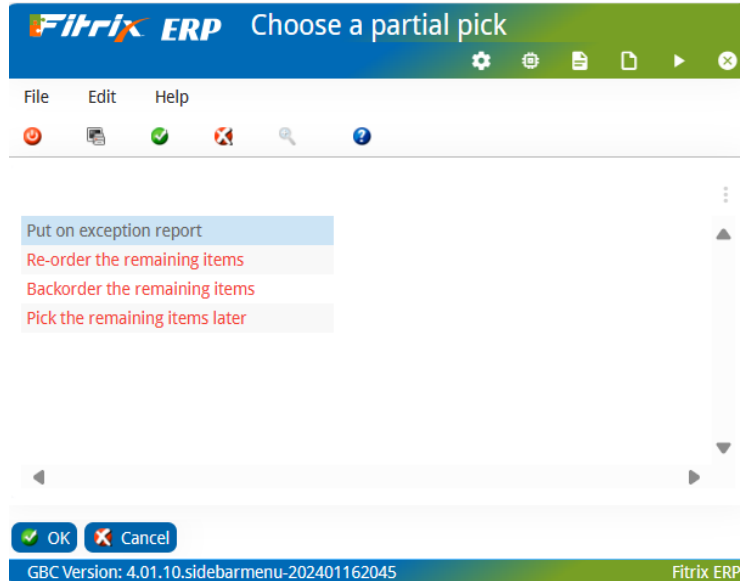 Fitrix ERP Choose a partial pick
File Edit Help
Put on exception report
Re-order the remaining items
Backorder the remaining items
Pick the remaining items later
OK Cancel
GBC Version: 4.01.10.sidebarmenu-202401162045 Fitrix ERP